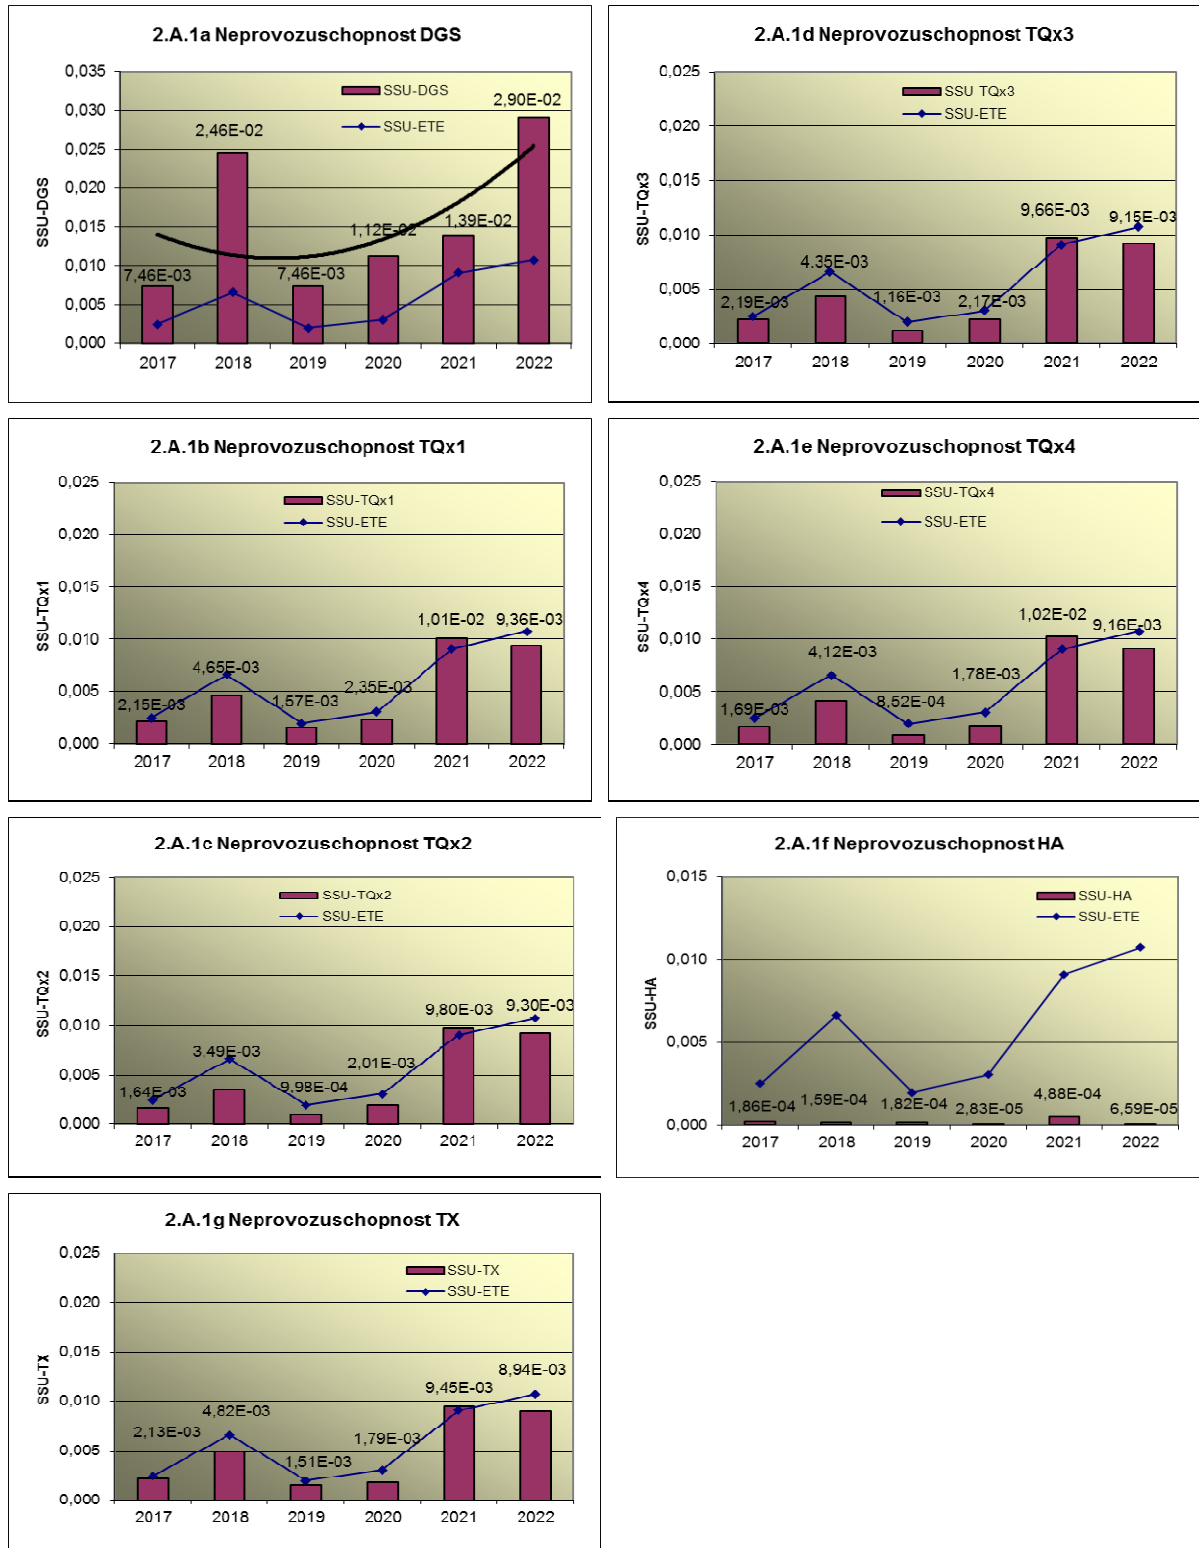 2.A.1a Neprovozuschopnost DGS
SSU-DGS
SSU-ETE
0,035
0,030
0,025
0,020
0,015
0,010
0,005
0,000
SSU-DGS
7,46E-03
2,46E-02
7,46E-03
1,12E-02
1,39E-02
2,90E-02
2017 2018 2019 2020 2021 2022
2.A.1d Neprovozuschopnost TQx3
SSU-TQx3
SSU-ETE
0,025
0,020
0,015
0,010
0,005
0,000
SSU-TQx3
2,19E-03
4,35E-03
1,16E-03
2,17E-03
9,66E-03
9,15E-03
2017 2018 2019 2020 2021 2022
2.A.1b Neprovozuschopnost TQx1
SSU-TQx1
SSU-ETE
0,025
0,020
0,015
0,010
0,005
0,000
SSU-TQx1
2,15E-03
4,65E-03
1,57E-03
2,35E-03
1,01E-02
9,36E-03
2017 2018 2019 2020 2021 2022
2.A.1e Neprovozuschopnost TQx4
SSU-TQx4
SSU-ETE
0,025
0,020
0,015
0,010
0,005
0,000
SSU-TQx4
1,69E-03
4,12E-03
8,52E-04
1,78E-03
1,02E-02
9,16E-03
2017 2018 2019 2020 2021 2022
2.A.1c Neprovozuschopnost TQx2
SSU-TQx2
SSU-ETE
0,025
0,020
0,015
0,010
0,005
0,000
SSU-TQx2
1,64E-03
3,49E-03
9,98E-04
2,01E-03
9,80E-03
9,30E-03
2017 2018 2019 2020 2021 2022
2.A.1f Neprovozuschopnost HA
SSU-HA
SSU-ETE
0,015
0,010
0,005
0,000
SSU-HA
1,86E-04
1,59E-04
1,82E-04
2,83E-05
4,88E-04
6,59E-05
2017 2018 2019 2020 2021 2022
2.A.1g Neprovozuschopnost TX
SSU-TX
SSU-ETE
0,025
0,020
0,015
0,010
0,005
0,000
SSU-TX
2,13E-03
4,82E-03
1,51E-03
1,79E-03
9,45E-03
8,94E-03
2017 2018 2019 2020 2021 2022